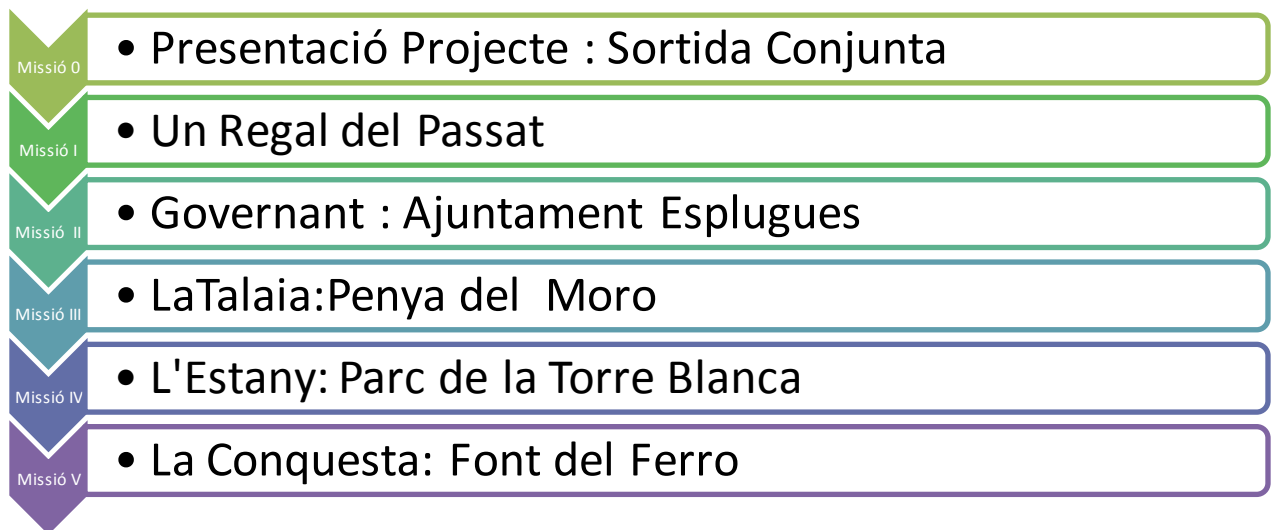 Missió 0
• Presentació Projecte : Sortida Conjunta
Missió I
• Un Regal del Passat
Missió II
• Governant : Ajuntament Esplugues
Missió III
• LaTalaia:Penya del Moro
Missió IV
• L'Estany: Parc de la Torre Blanca
Missió V
• La Conquesta: Font del Ferro